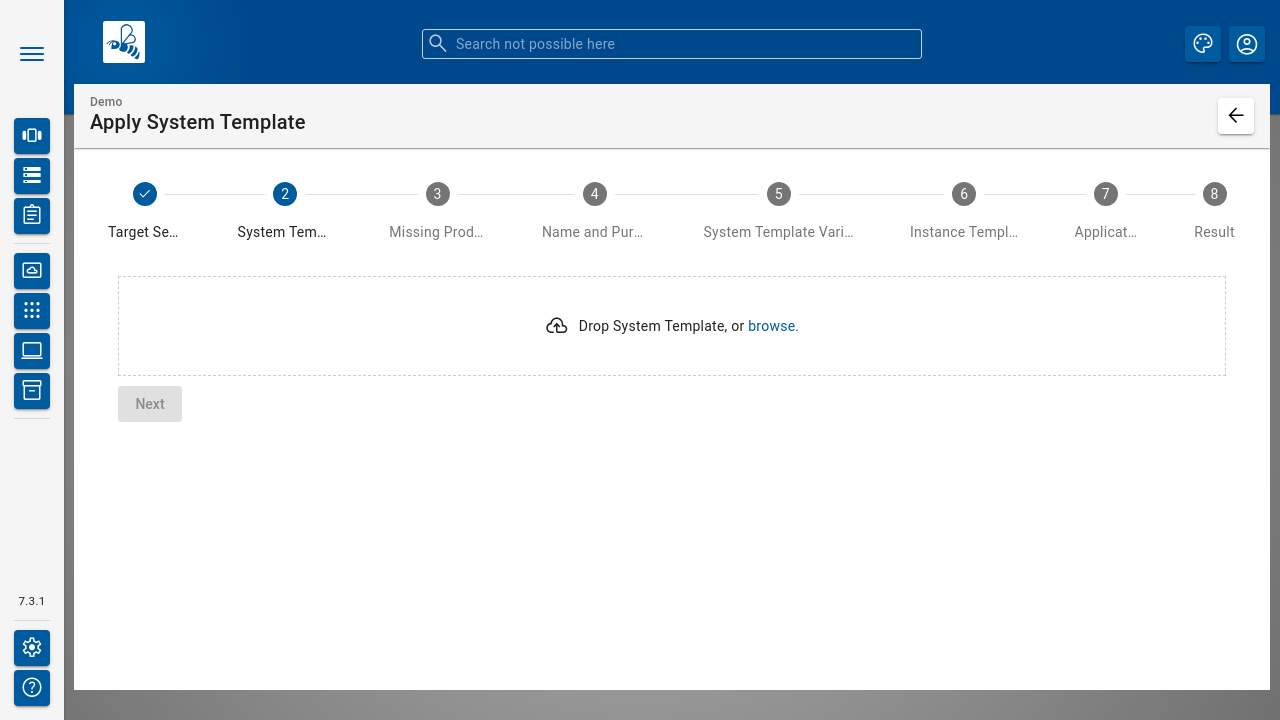 Search not possible here
Demo
Apply System Template
2
3
4
5
6
7
8
Target Se...
System Tem...
Missing Prod...
Name and Pur...
System Template Vari...
Instance Templ...
Applicat...
Result
Drop System Template, or browse.
Next
7.3.1